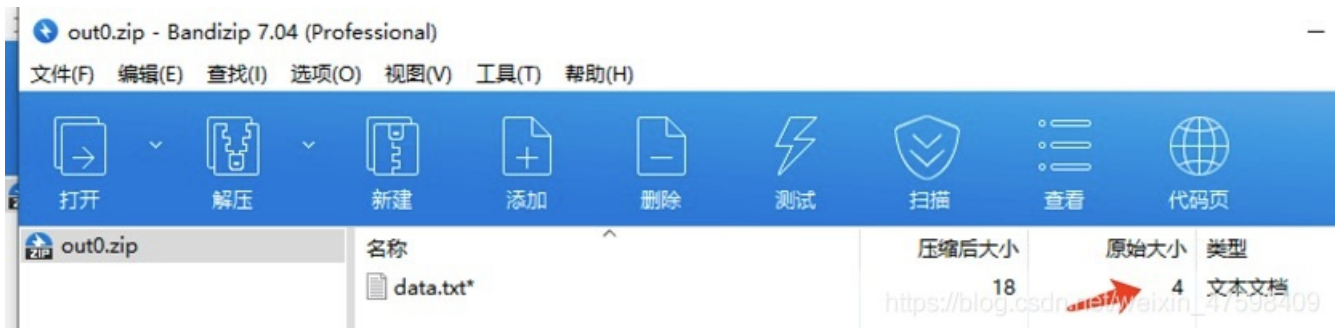 out0.zip - Bandizip 7.04 (Professional)
文件(F) 编辑(E) 查找(I) 选项(O) 视图(V) 工具(T) 帮助(H)
打开 解压 新建 添加 删除 测试 扫描 查看 代码页
out0.zip 名称 压缩后大小 原始大小 类型
data.txt* 18 4 文本文档
https://blog.csdn.net/weixin_47598409